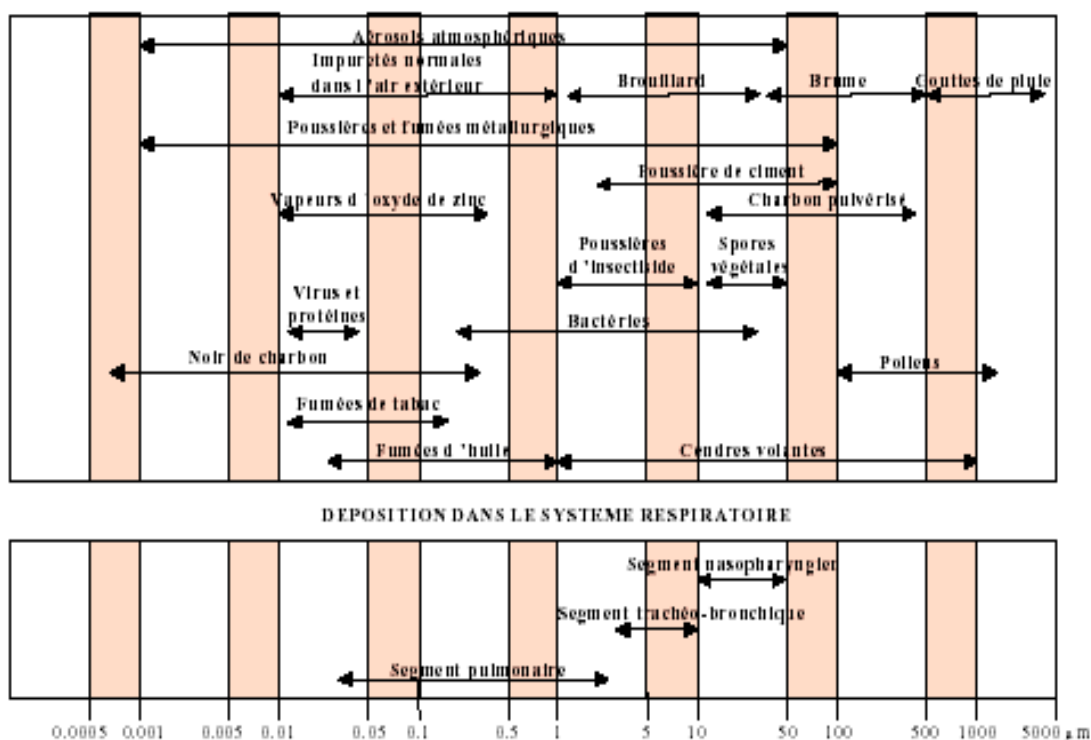 Aérosols atmosphériques
Impuretés normales
dans l'air extérieur
Brouillard
Brume
Gouttes de pluie
Poussières et fumées métallurgiques
Poussière de ciment
Vapeurs d'oxyde de zinc
Charbon pulvérisé
Poussières
d'insectiside
Spores
végétales
Virus et
protéines
Bactéries
Noir de charbon
Pollens
Fumées de tabac
Fumées d'huile
Cendres volantes
DEPOSITION DANS LE SYSTEME RESPIRATOIRE
Segment nasopharyngier
Segment trachéo-bronchique
Segment pulmonaire
0.0005 0.001 0.005 0.01 0.05 0.1 0.5 1 5 10 50 100 500 1000 5000 µm